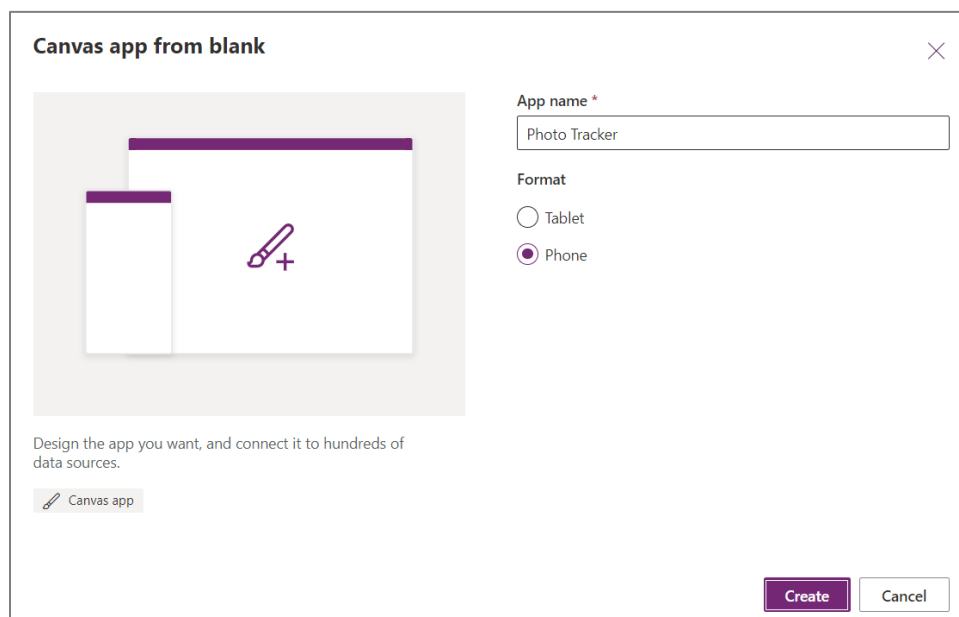 Canvas app from blank
App name *
Photo Tracker
Format
Tablet
Phone
Design the app you want, and connect it to hundreds of
data sources.
Canvas app
Create
Cancel